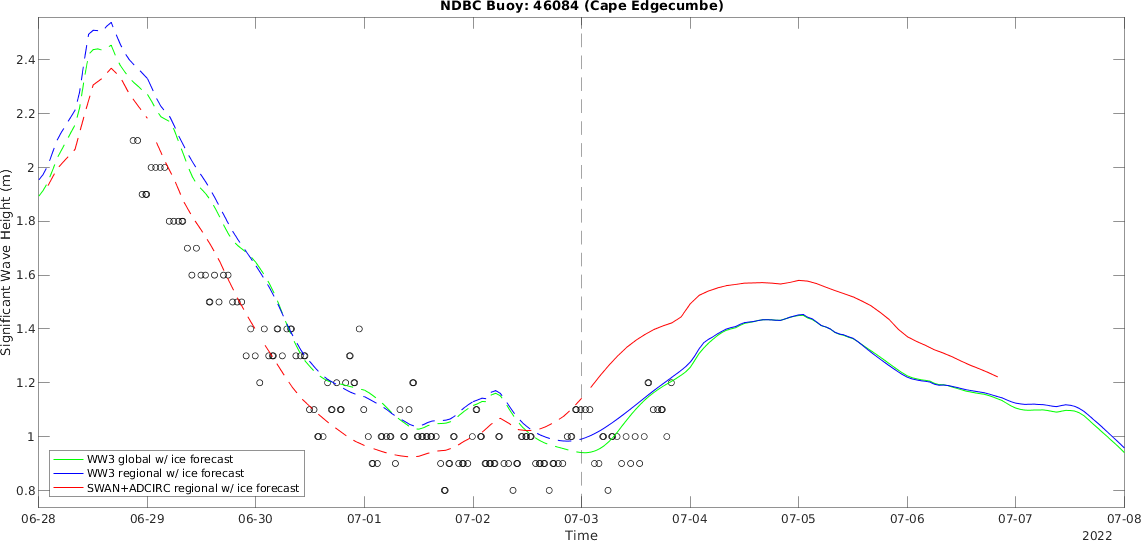 NDBC Buoy: 46084 (Cape Edgecumbe)
Significant Wave Height (m)
2.4
2.2
2
1.8
1.6
1.4
1.2
1
0.8
WW3 global w/ ice forecast
WW3 regional w/ ice forecast
SWAN+ADCIRC regional w/ ice forecast
06-28 06-29 06-30 07-01 07-02 07-03 07-04 07-05 07-06 07-07 07-08
Time
2022